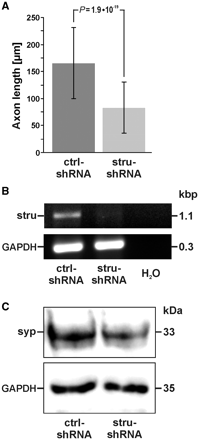 A
P=1.9•10⁻¹⁹
Axon length [µm]
250
200
150
100
50
0
ctrl-
shRNA
stru-
shRNA
B
kbp
stru
1.1
GAPDH
0.3
ctrl-
shRNA
stru-
shRNA
H₂O
C
kDa
syp
33
GAPDH
35
ctrl-
shRNA
stru-
shRNA